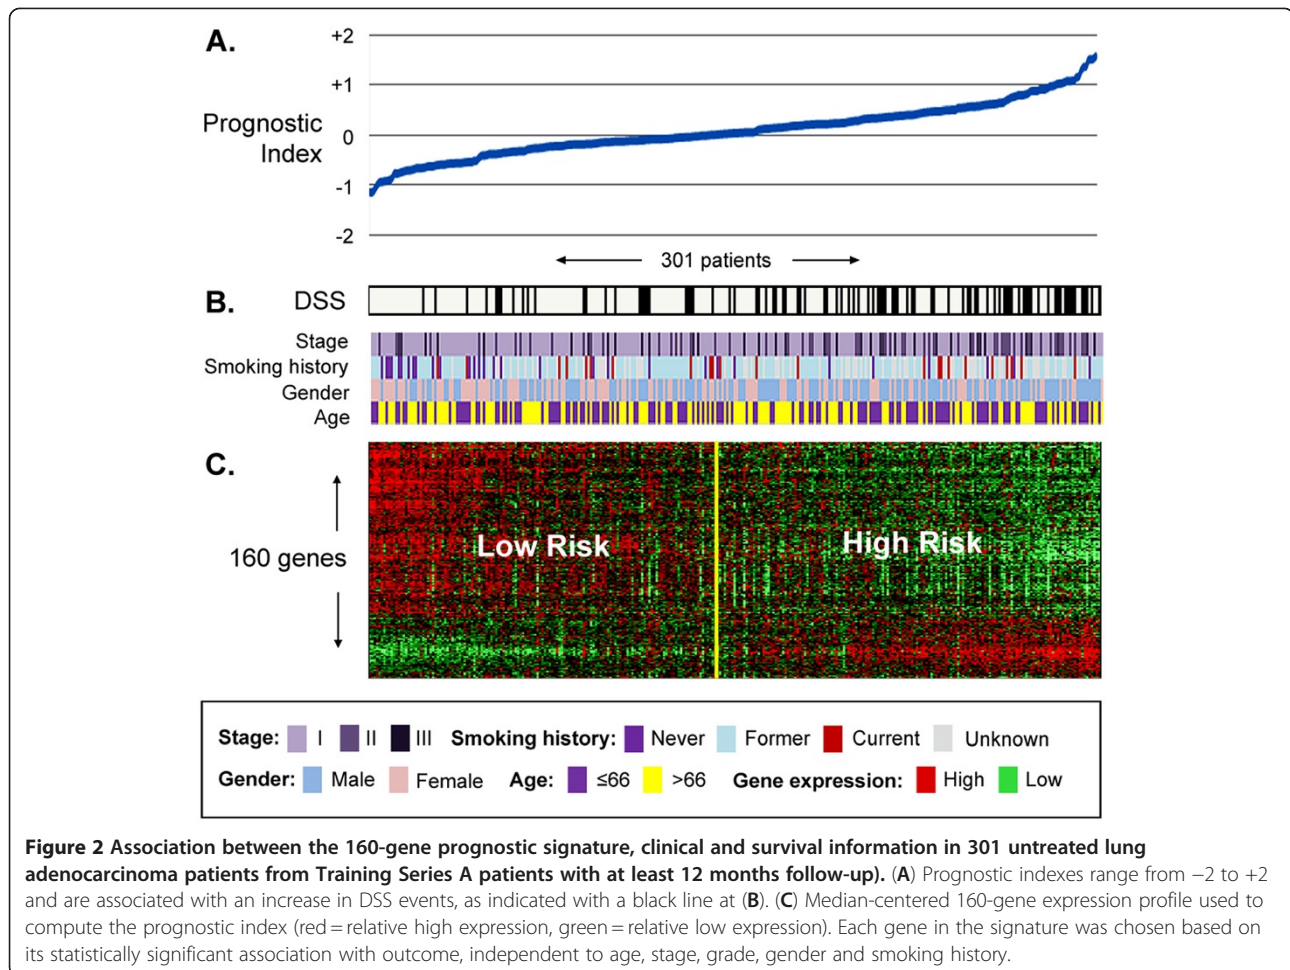 A.
+2
+1
0
-1
-2
Prognostic
Index
301 patients
B.
DSS
Stage
Smoking history
Gender
Age
C.
160 genes
Low Risk
High Risk
Stage: I II III Smoking history: Never Former Current Unknown
Gender: Male Female Age: ≤66 >66 Gene expression: High Low
Figure 2 Association between the 160-gene prognostic signature, clinical and survival information in 301 untreated lung
adenocarcinoma patients from Training Series A patients with at least 12 months follow-up). (A) Prognostic indexes range from −2 to +2
and are associated with an increase in DSS events, as indicated with a black line at (B). (C) Median-centered 160-gene expression profile used to
compute the prognostic index (red = relative high expression, green = relative low expression). Each gene in the signature was chosen based on
its statistically significant association with outcome, independent to age, stage, grade, gender and smoking history.